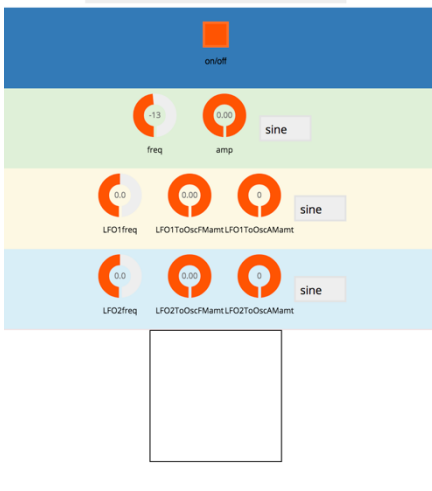 on/off
-13 0.00 sine
freq amp
0.0 0.00 0 sine
LFO1freq LFO1ToOscFMamt LFO1ToOscAMamt
0.0 0.00 0 sine
LFO2freq LFO2ToOscFMamt LFO2ToOscAMamt